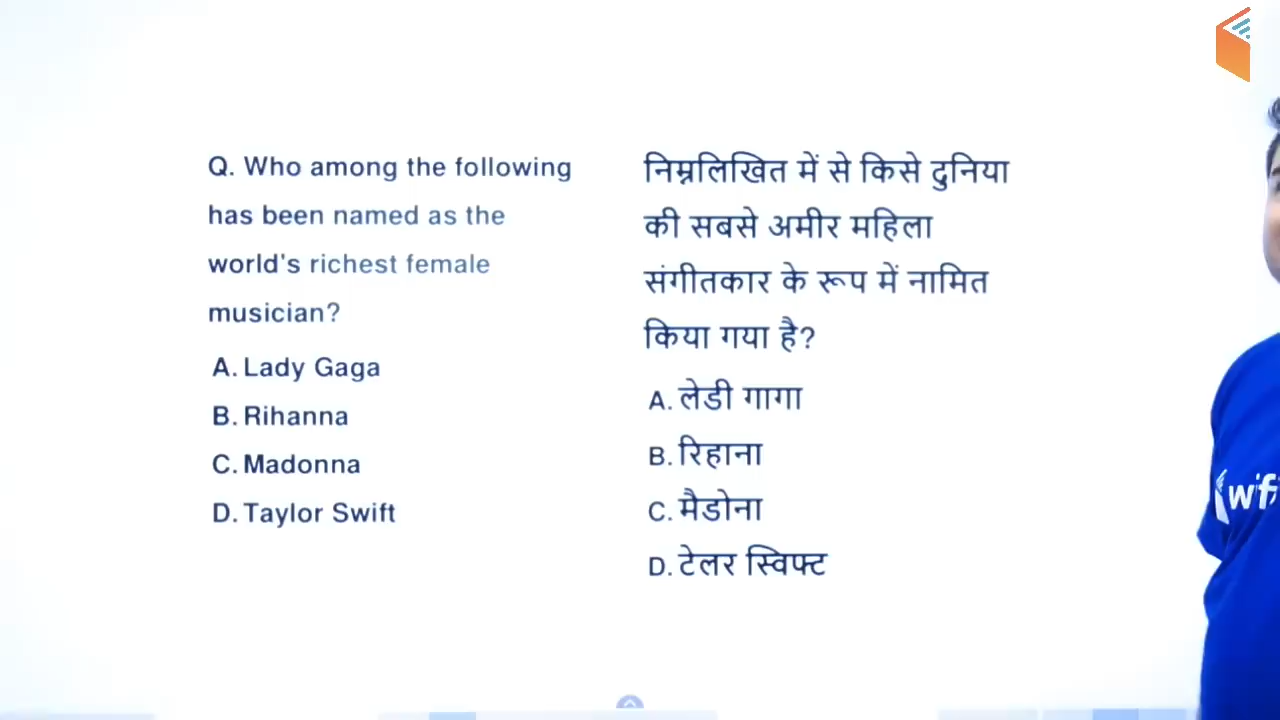 Q. Who among the following
has been named as the
world's richest female
musician?
A. Lady Gaga
B. Rihanna
C. Madonna
D. Taylor Swift
निम्नलिखित में से किसे दुनिया
की सबसे अमीर महिला
संगीतकार के रूप में नामित
किया गया है?
A. लेडी गागा
B. रिहाना
C. मैडोना
D. टेलर स्विफ्ट